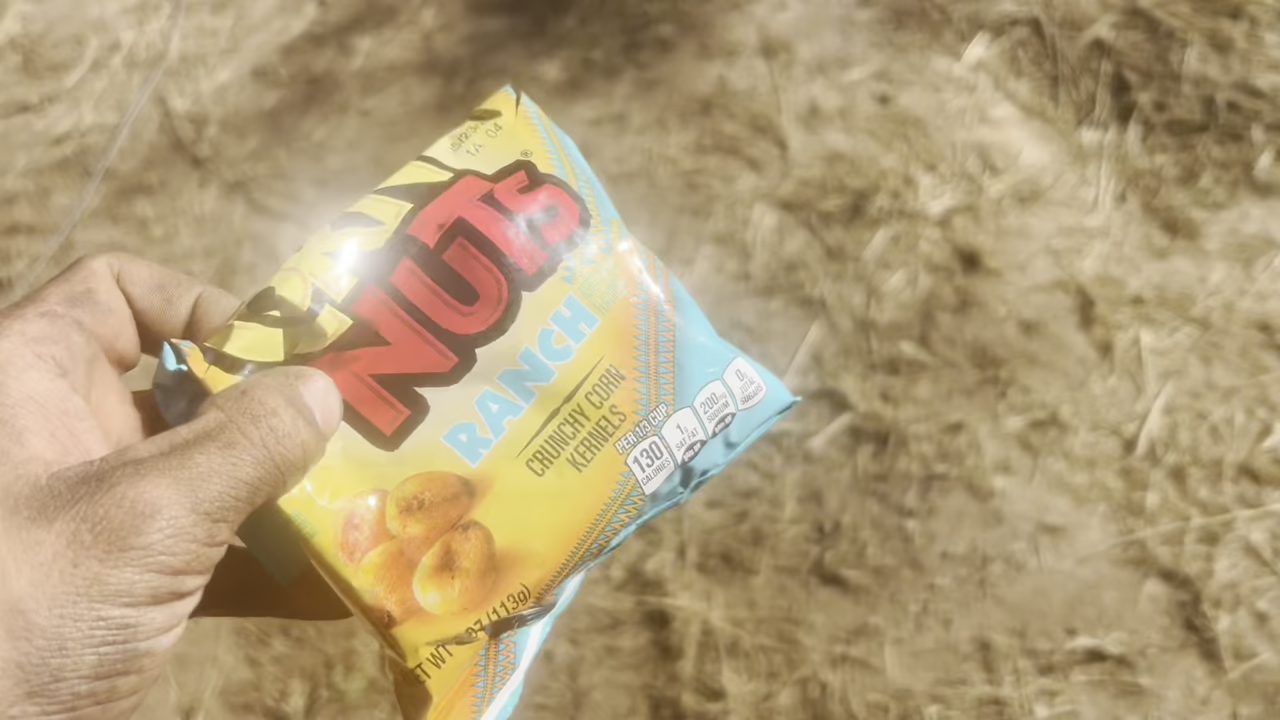 1A 04
NUTS®
RANCH
CRUNCHY CORN
KERNELS
PER 1/3 CUP
130
CALORIES
1g
SAT FAT
200mg
SODIUM
0g
TOTAL
SUGARS
(113g)